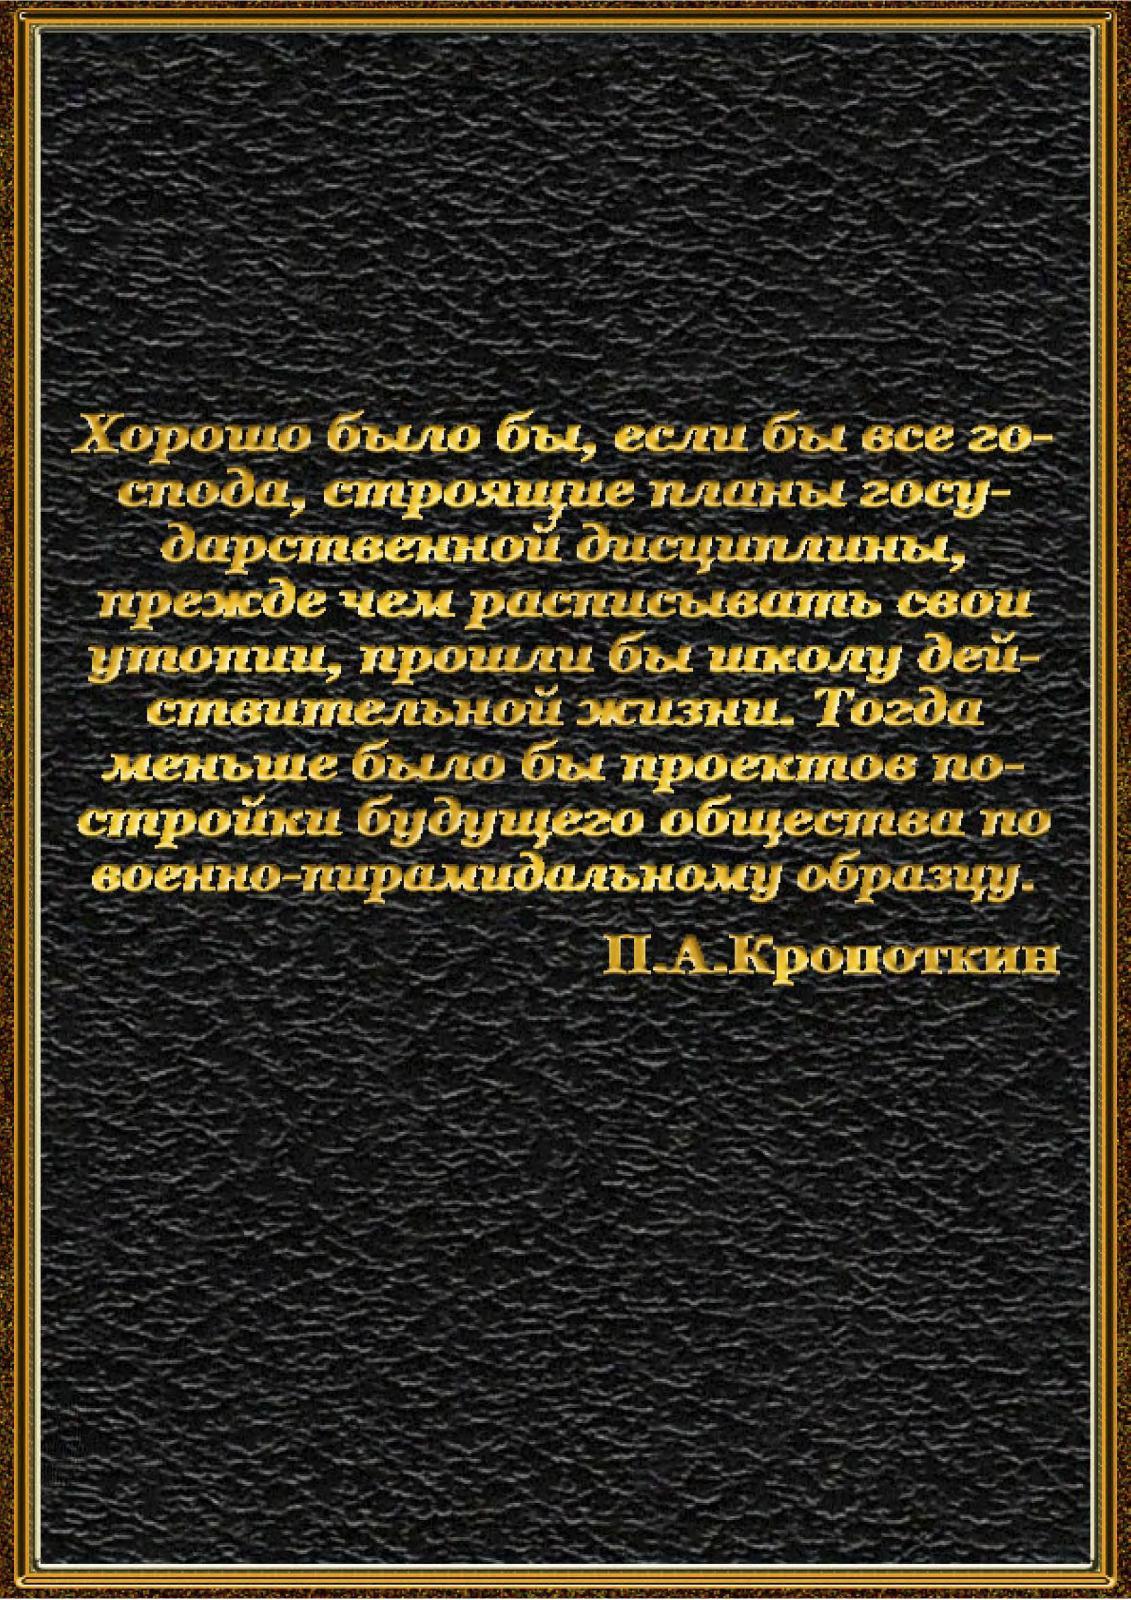 Хорошо было бы, если бы все го-
спода, строящие планы госу-
дарственной дисциплины,
прежде чем расписывать свои
утопии, прошли бы школу дей-
ствительной жизни. Тогда
меньше было бы проектов по-
стройки будущего общества по
военно-пирамидальному образцу.
П.А.Кропоткин